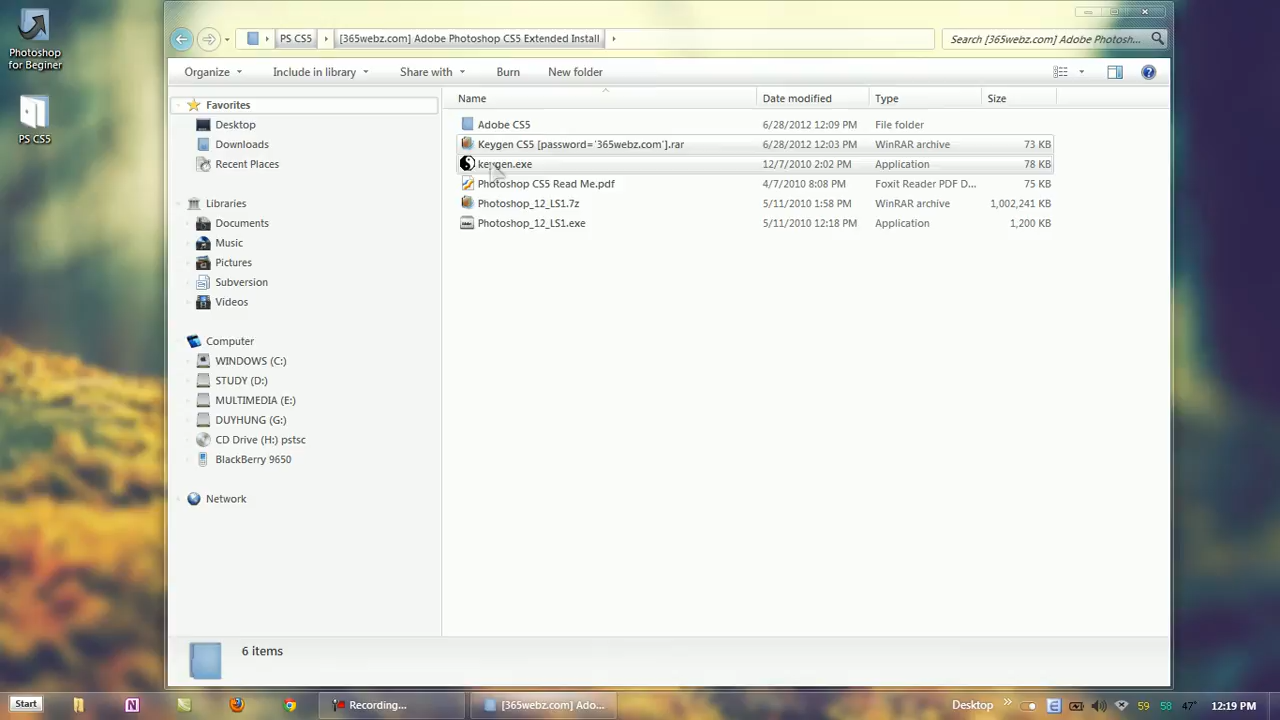 Photoshop
for Beginer
PS CS5
PS CS5
[365webz.com] Adobe Photoshop CS5 Extended Install
Search [365webz.com] Adobe Photosh...
Organize
Include in library
Share with
Burn
New folder
Favorites
Desktop
Downloads
Recent Places
Libraries
Documents
Music
Pictures
Subversion
Videos
Computer
WINDOWS (C:)
STUDY (D:)
MULTIMEDIA (E:)
DUYHUNG (G:)
CD Drive (H:) pstsc
BlackBerry 9650
Network
Name Date modified Type Size
Adobe CS5 6/28/2012 12:09 PM File folder
Keygen CS5 [password='365webz.com'].rar 6/28/2012 12:03 PM WinRAR archive 73 KB
keygen.exe 12/7/2010 2:02 PM Application 78 KB
Photoshop CS5 Read Me.pdf 4/7/2010 8:08 PM Foxit Reader PDF D... 75 KB
Photoshop_12_LS1.7z 5/11/2010 1:58 PM WinRAR archive 1,002,241 KB
Photoshop_12_LS1.exe 5/11/2010 12:18 PM Application 1,200 KB
6 items
Start
Recording...
[365webz.com] Ado...
Desktop
59
58
47°
12:19 PM